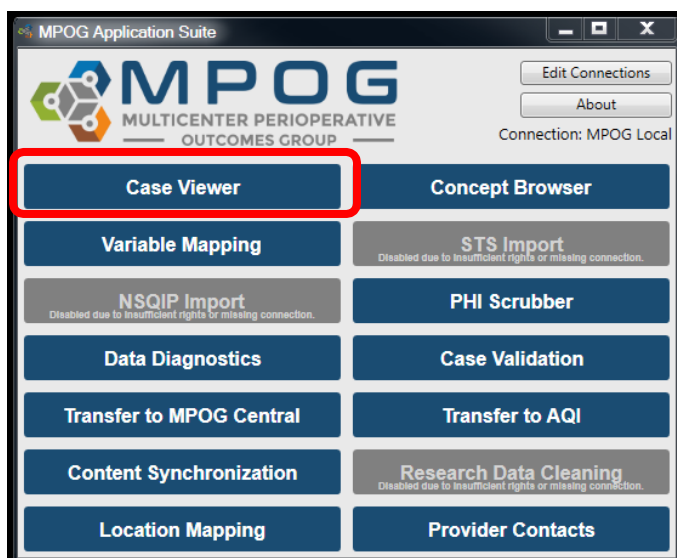 MPOG Application Suite
MPOG
MULTICENTER PERIOPERATIVE
OUTCOMES GROUP
Edit Connections
About
Connection: MPOG Local
Case Viewer
Concept Browser
Variable Mapping
STS Import
Disabled due to insufficient rights or missing connection.
NSQIP Import
Disabled due to insufficient rights or missing connection.
PHI Scrubber
Data Diagnostics
Case Validation
Transfer to MPOG Central
Transfer to AQI
Content Synchronization
Research Data Cleaning
Disabled due to insufficient rights or missing connection.
Location Mapping
Provider Contacts